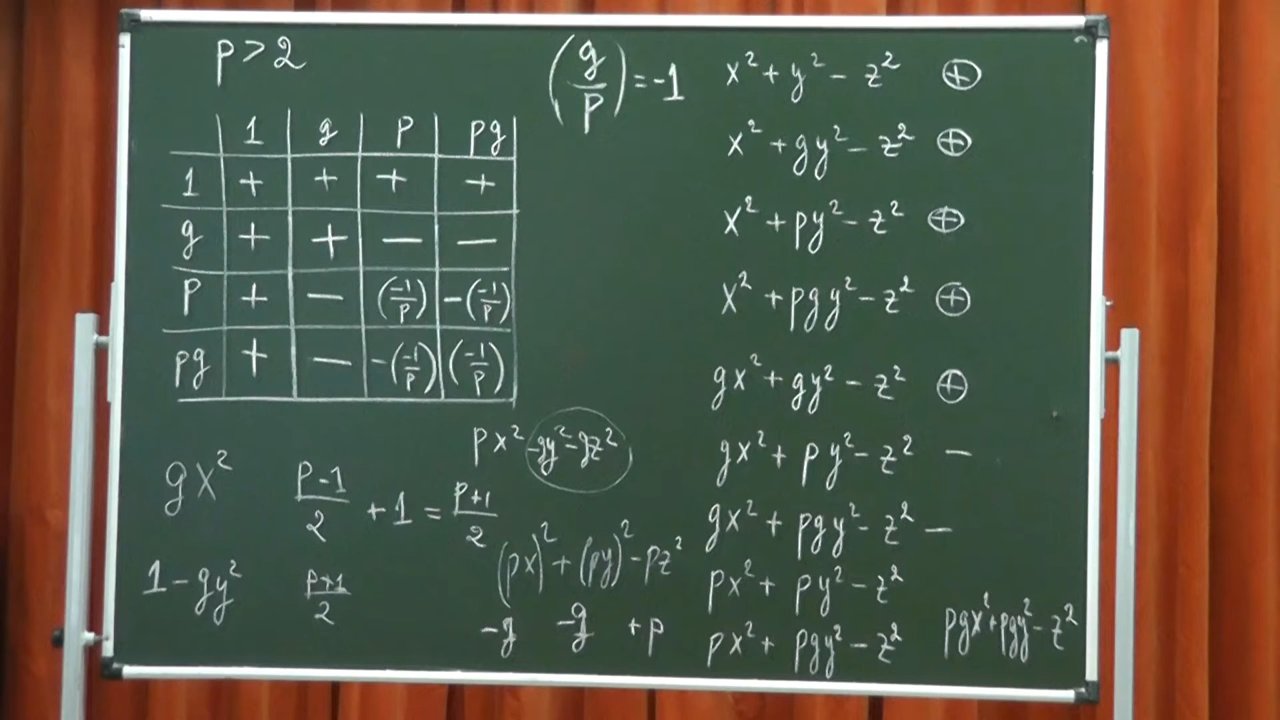 p > 2
1 g p pg
1 + + + +
g + + − −
p + − (−1/p) −(−1/p)
pg + − −(−1/p) (−1/p)
(g/p) = −1
gx² (p−1)/2 + 1 = (p+1)/2
1 − gy² (p+1)/2
px² −gy² −gz²
(px)² + (py)² − pz²
−g −g +p
x² + y² − z² ⊕
x² + gy² − z² ⊕
x² + py² − z² ⊕
x² + pgy² − z² ⊕
gx² + gy² − z² ⊕
gx² + py² − z² −
gx² + pgy² − z² −
px² + py² − z²
px² + pgy² − z²
pgx² + pgy² − z²